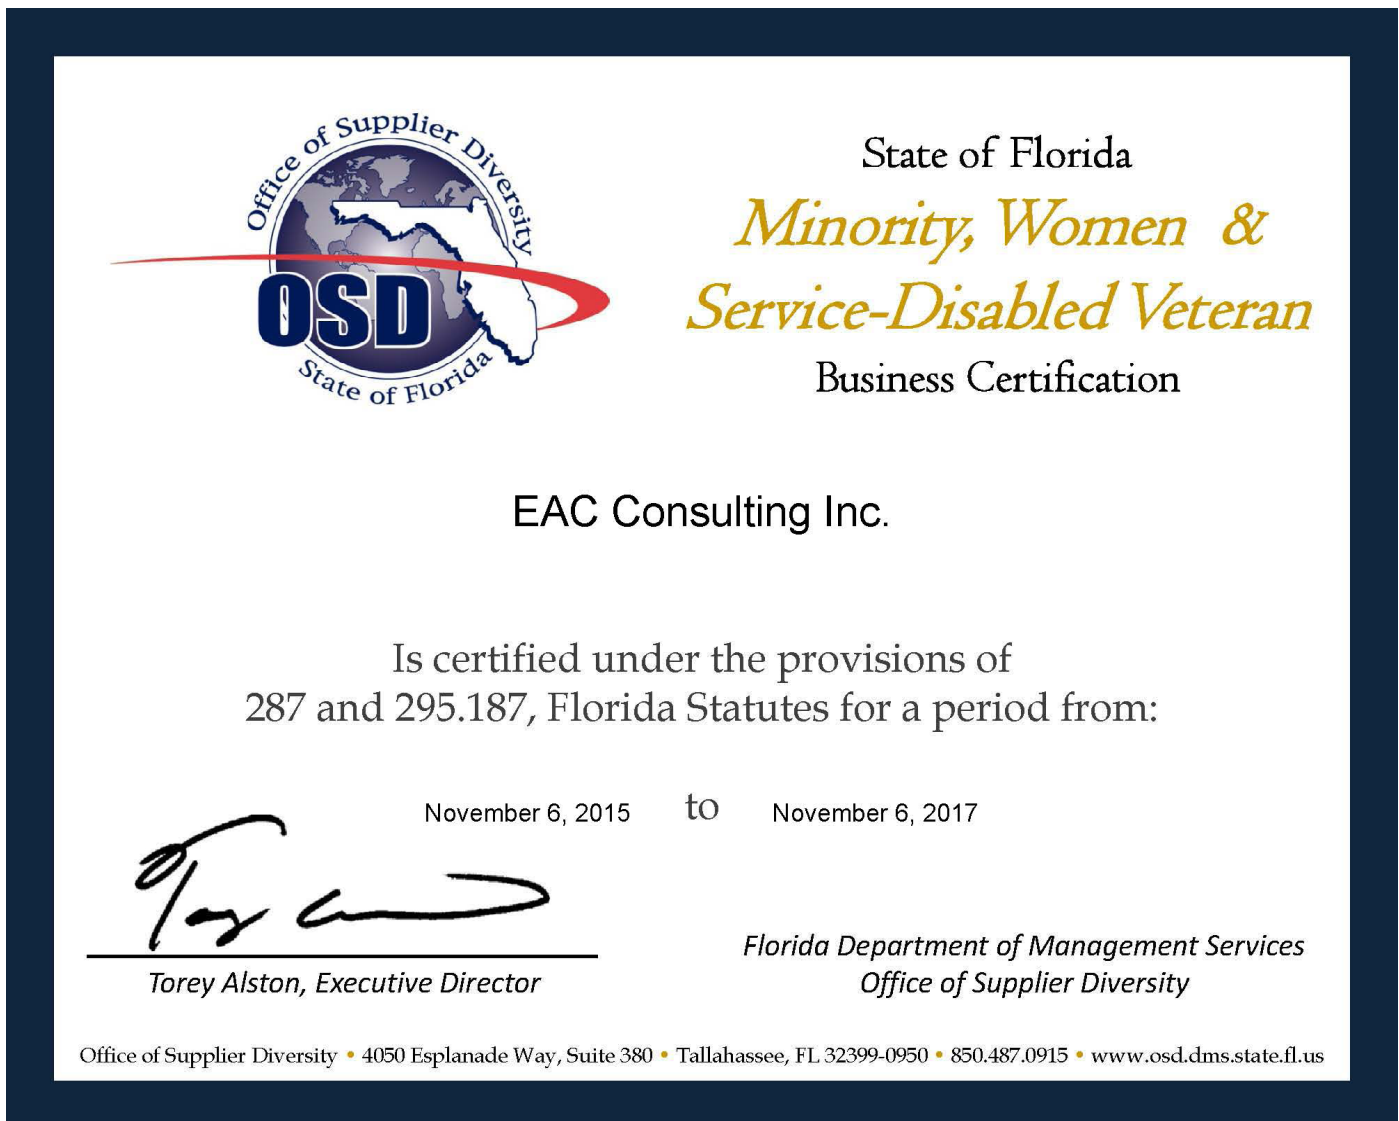 Office of Supplier Diversity
OSD
State of Florida
State of Florida
Minority, Women &
Service-Disabled Veteran
Business Certification
EAC Consulting Inc.
Is certified under the provisions of
287 and 295.187, Florida Statutes for a period from:
November 6, 2015 to November 6, 2017
Torey Alston, Executive Director
Florida Department of Management Services
Office of Supplier Diversity
Office of Supplier Diversity • 4050 Esplanade Way, Suite 380 • Tallahassee, FL 32399-0950 • 850.487.0915 • www.osd.dms.state.fl.us